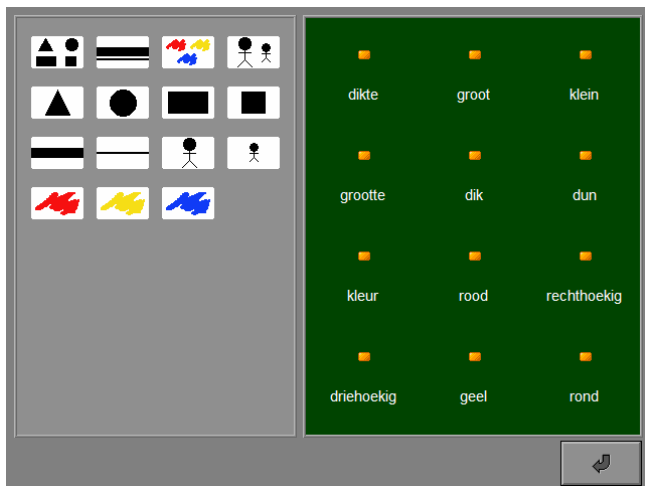 dikte groot klein
grootte dik dun
kleur rood rechthoekig
driehoekig geel rond